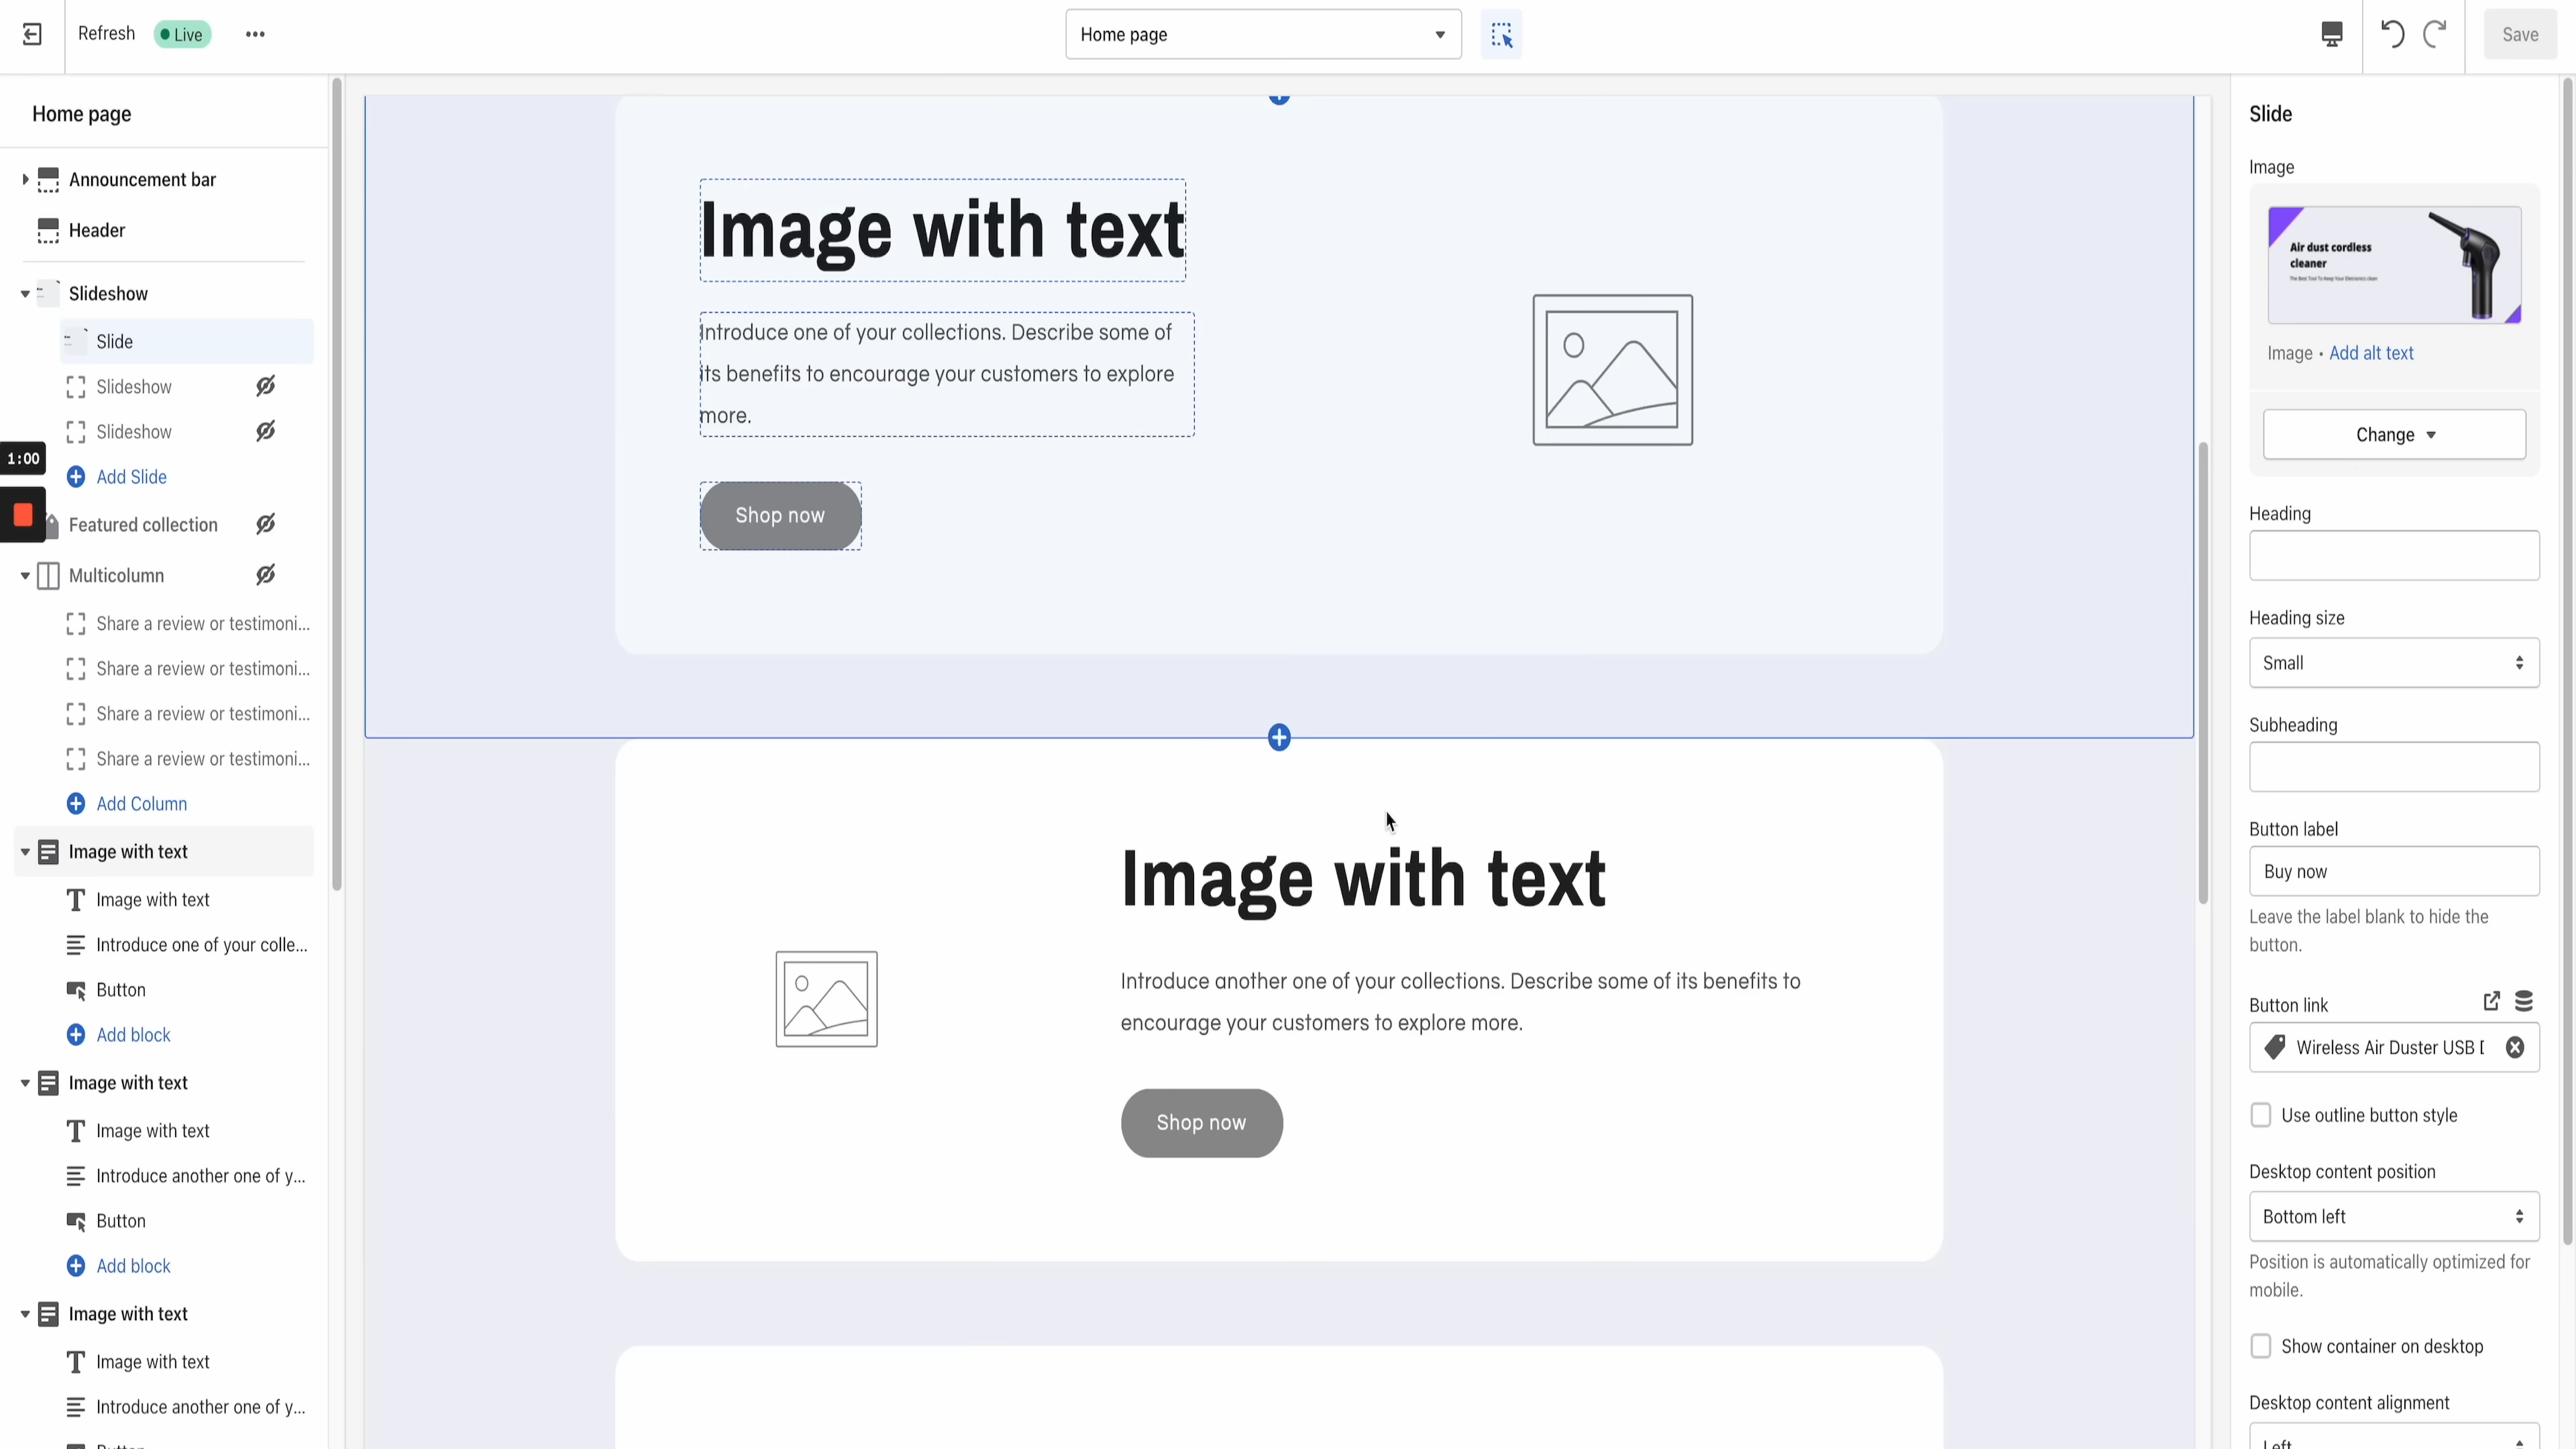 Refresh
Live
Home page
Save
Home page
Announcement bar
Header
Slideshow
Slide
Slideshow
Slideshow
Add Slide
1:00
Featured collection
Multicolumn
Share a review or testimoni...
Share a review or testimoni...
Share a review or testimoni...
Share a review or testimoni...
Add Column
Image with text
Image with text
Introduce one of your colle...
Button
Add block
Image with text
Image with text
Introduce another one of y...
Button
Add block
Image with text
Image with text
Introduce another one of y...
Image with text
Introduce one of your collections. Describe some of
its benefits to encourage your customers to explore
more.
Shop now
Image with text
Introduce another one of your collections. Describe some of its benefits to
encourage your customers to explore more.
Shop now
Slide
Image
Air dust cordless
cleaner
The Best Tool To Keep Your Eletronics clean
Image • Add alt text
Change
Heading
Heading size
Small
Subheading
Button label
Buy now
Leave the label blank to hide the
button.
Button link
Wireless Air Duster USB
Use outline button style
Desktop content position
Bottom left
Position is automatically optimized for
mobile.
Show container on desktop
Desktop content alignment
Left